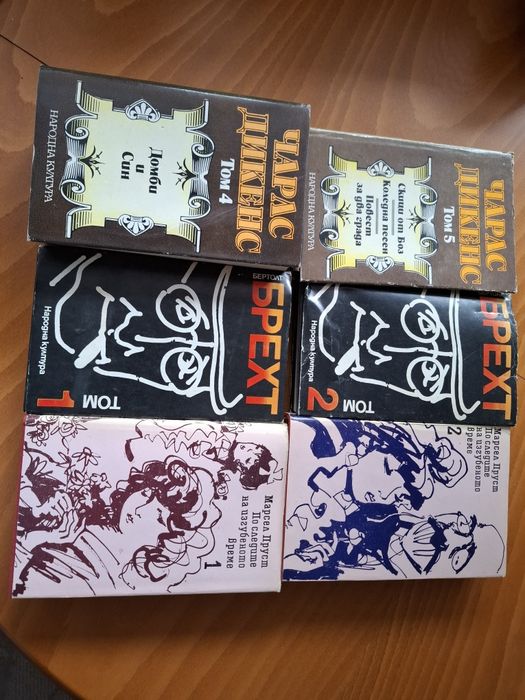 ЧАРЛС
ДИКЕНС
Том 4
Домби
и
Син
НАРОДНА КУЛТУРА
ЧАРЛС
ДИКЕНС
Том 5
Скици от Боз
Коледна песен
Повест
за два града
НАРОДНА КУЛТУРА
БЕРТОЛТ
БРЕХТ
ТОМ
1
Народна култура
БРЕХТ
ТОМ
2
Народна култура
Марсел Пруст
По следите
на изгубеното
време
1
Марсел Пруст
По следите
на изгубеното
време
2